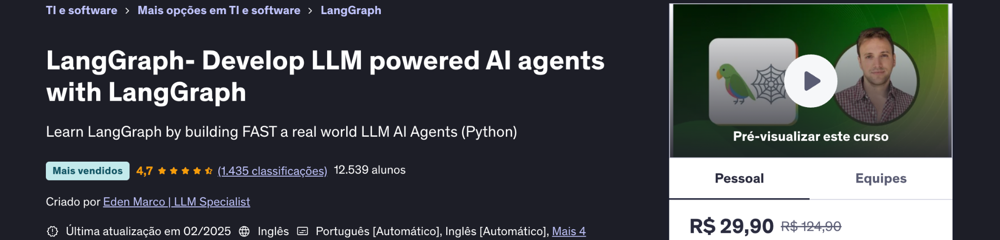 TI e software > Mais opções em TI e software > LangGraph
LangGraph- Develop LLM powered AI agents
with LangGraph
Learn LangGraph by building FAST a real world LLM AI Agents (Python)
Mais vendidos 4,7 (1.435 classificações) 12.539 alunos
Criado por Eden Marco | LLM Specialist
Última atualização em 02/2025 Inglês Português [Automático], Inglês [Automático], Mais 4
Pré-visualizar este curso
Pessoal Equipes
R$ 29,90 R$ 124,90